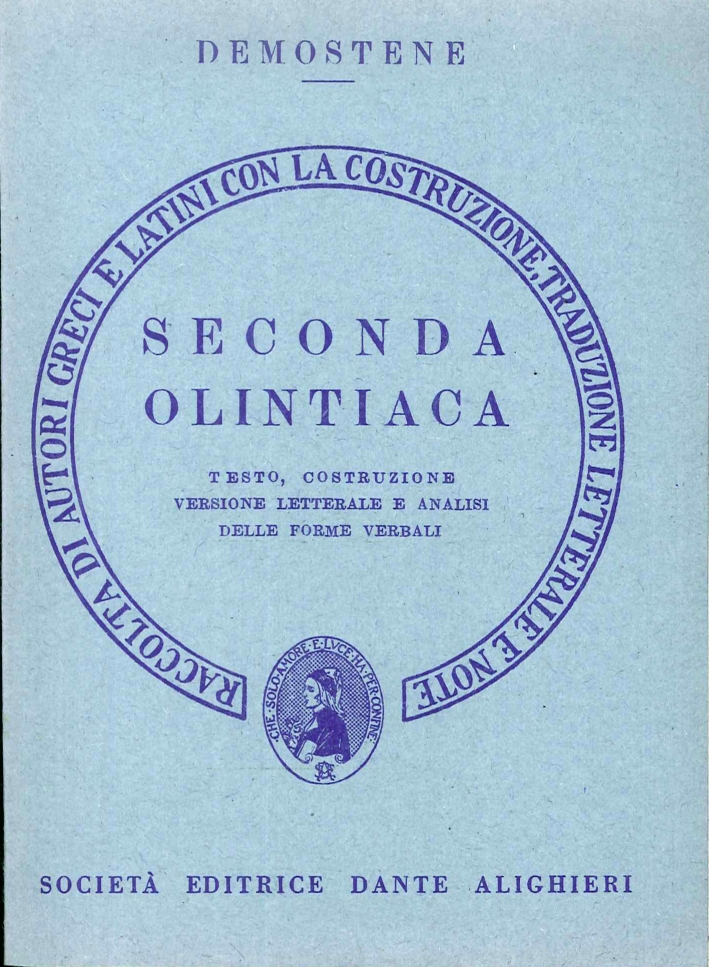 DEMOSTENE
RACCOLTA DI AUTORI GRECI E LATINI CON LA COSTRUZIONE, TRADUZIONE LETTERALE E NOTE
SECONDA
OLINTIACA
TESTO, COSTRUZIONE
VERSIONE LETTERALE E ANALISI
DELLE FORME VERBALI
·CHE·SOLO·AMORE·E·LVCE·HA·PER·CONFINE·
SOCIETÀ EDITRICE DANTE ALIGHIERI